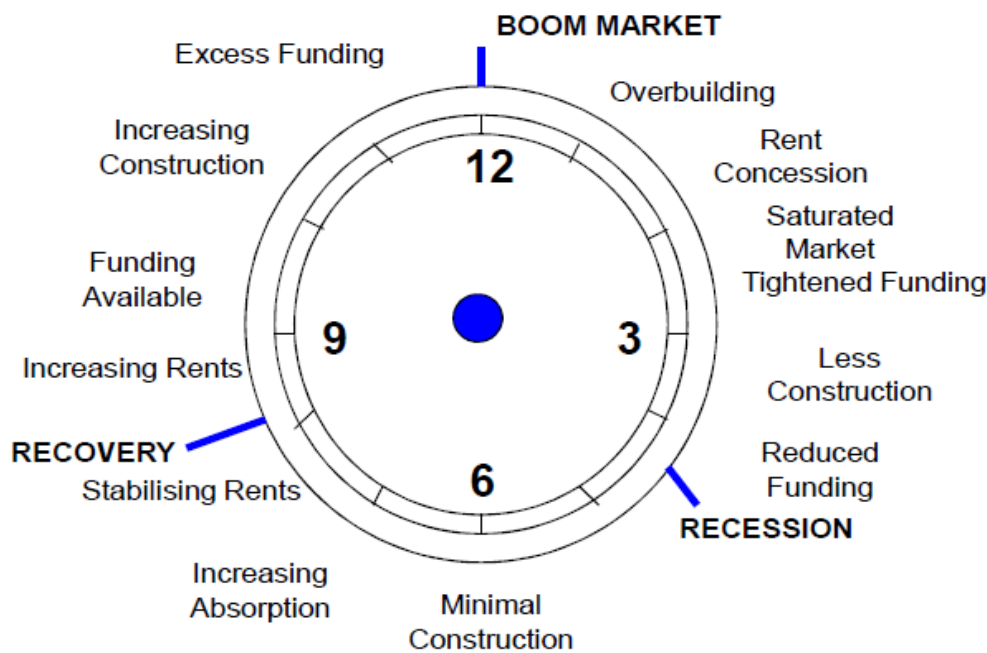 BOOM MARKET
Excess Funding
Overbuilding
Increasing
Construction
Rent
Concession
12
Saturated
Market
Tightened Funding
Funding
Available
9
3
Increasing Rents
Less
Construction
RECOVERY
Stabilising Rents
6
Reduced
Funding
RECESSION
Increasing
Absorption
Minimal
Construction